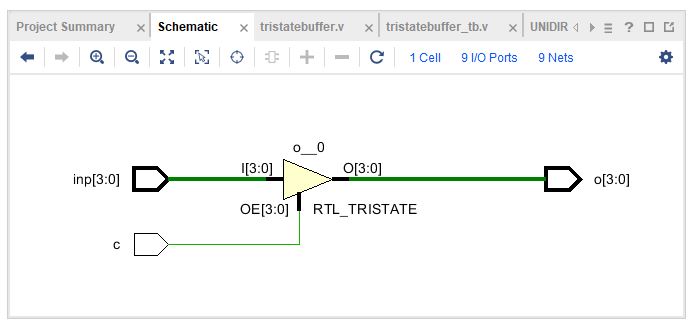 Project Summary × Schematic × tristatebuffer.v × tristatebuffer_tb.v × UNIDIR
1 Cell 9 I/O Ports 9 Nets
o__0
inp[3:0] I[3:0] O[3:0] o[3:0]
OE[3:0] RTL_TRISTATE
c